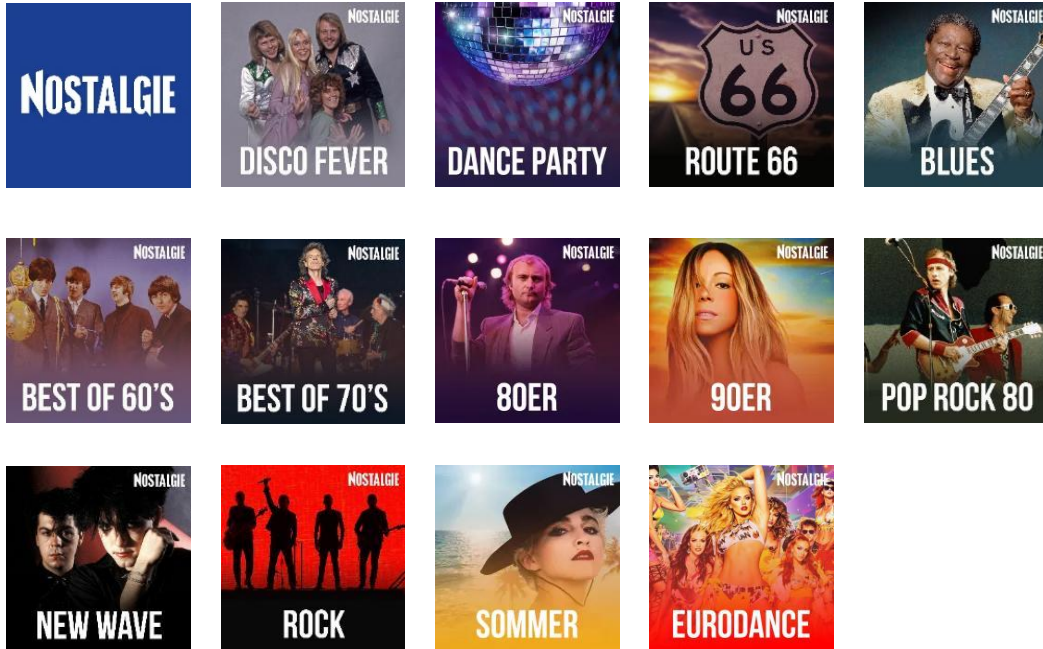 NOSTALGIE
NOSTALGIE
DISCO FEVER
NOSTALGIE
DANCE PARTY
NOSTALGIE
US
66
ROUTE 66
NOSTALGIE
BLUES
NOSTALGIE
BEST OF 60'S
NOSTALGIE
BEST OF 70'S
NOSTALGIE
80ER
NOSTALGIE
90ER
NOSTALGIE
POP ROCK 80
NOSTALGIE
NEW WAVE
NOSTALGIE
ROCK
NOSTALGIE
SOMMER
NOSTALGIE
EURODANCE